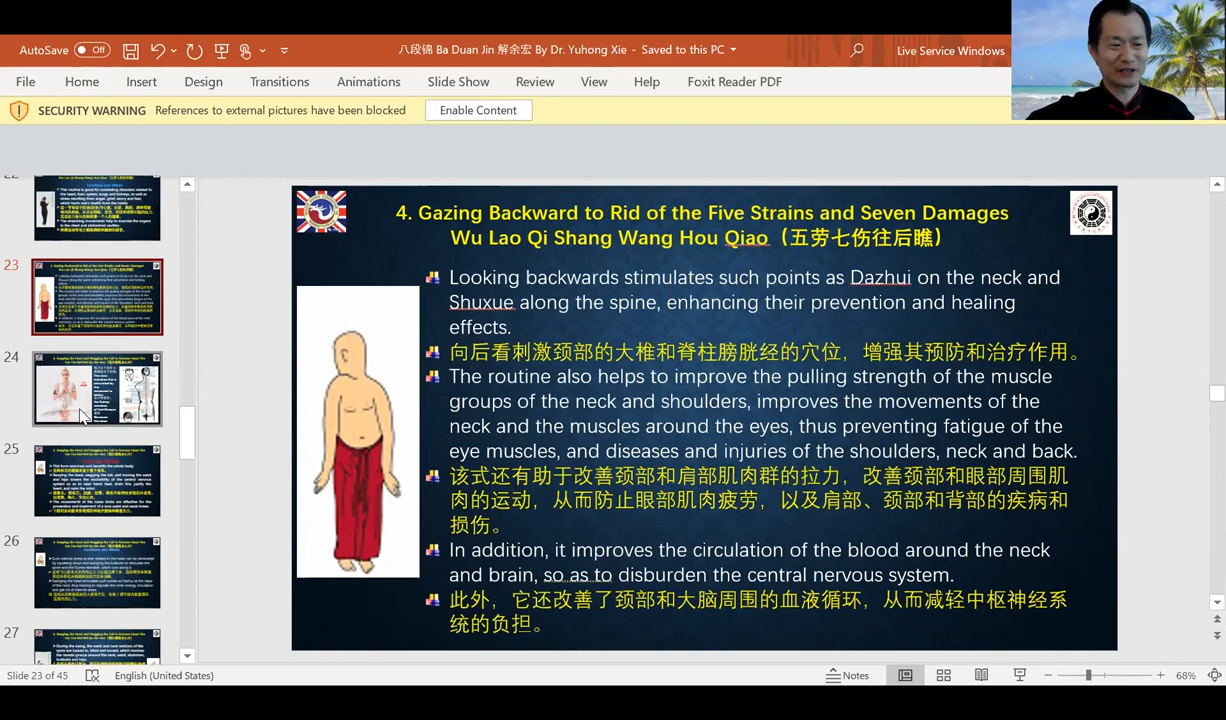 AutoSave
Off
八段锦 Ba Duan Jin 解余宏 By Dr. Yuhong Xie - Saved to this PC
Live Service Windows
File Home Insert Design Transitions Animations Slide Show Review View Help Foxit Reader PDF
SECURITY WARNING References to external pictures have been blocked Enable Content
23
24
25
26
27
4. Gazing Backward to Rid of the Five Strains and Seven Damages
Wu Lao Qi Shang Wang Hou Qiao（五劳七伤往后瞧）
Looking backwards stimulates such points as Dazhui on the neck and
Shuxue along the spine, enhancing their prevention and healing
effects.
向后看刺激颈部的大椎和脊柱膀胱经的穴位，增强其预防和治疗作用。
The routine also helps to improve the pulling strength of the muscle
groups of the neck and shoulders, improves the movements of the
neck and the muscles around the eyes, thus preventing fatigue of the
eye muscles, and diseases and injuries of the shoulders, neck and back.
该式还有助于改善颈部和肩部肌肉群的拉力，改善颈部和眼部周围肌
肉的运动，从而防止眼部肌肉疲劳，以及肩部、颈部和背部的疾病和
损伤。
In addition, it improves the circulation of the blood around the neck
and brain, so as to disburden the central nervous system.
此外，它还改善了颈部和大脑周围的血液循环，从而减轻中枢神经系
统的负担。
Slide 23 of 45
English (United States)
Notes
68%